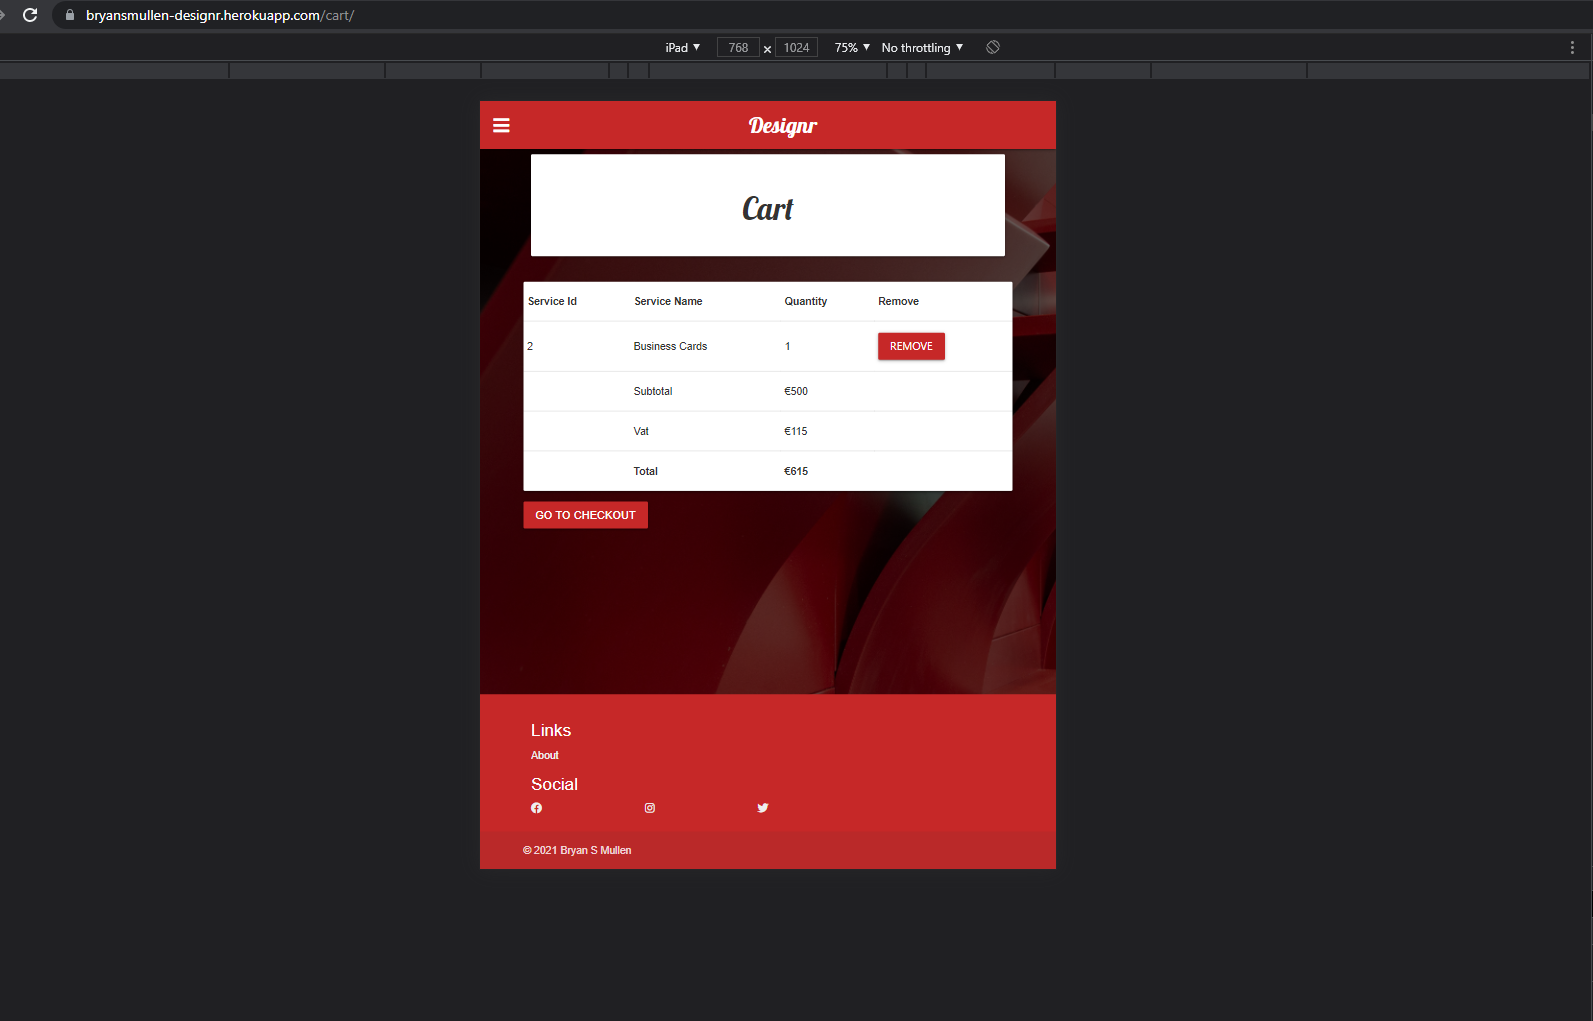 bryansmullen-designr.herokuapp.com/cart/
iPad ▼ 768 × 1024 75% ▼ No throttling ▼
Designr
Cart
Service Id Service Name Quantity Remove
2 Business Cards 1 REMOVE
Subtotal €500
Vat €115
Total €615
GO TO CHECKOUT
Links
About
Social
© 2021 Bryan S Mullen